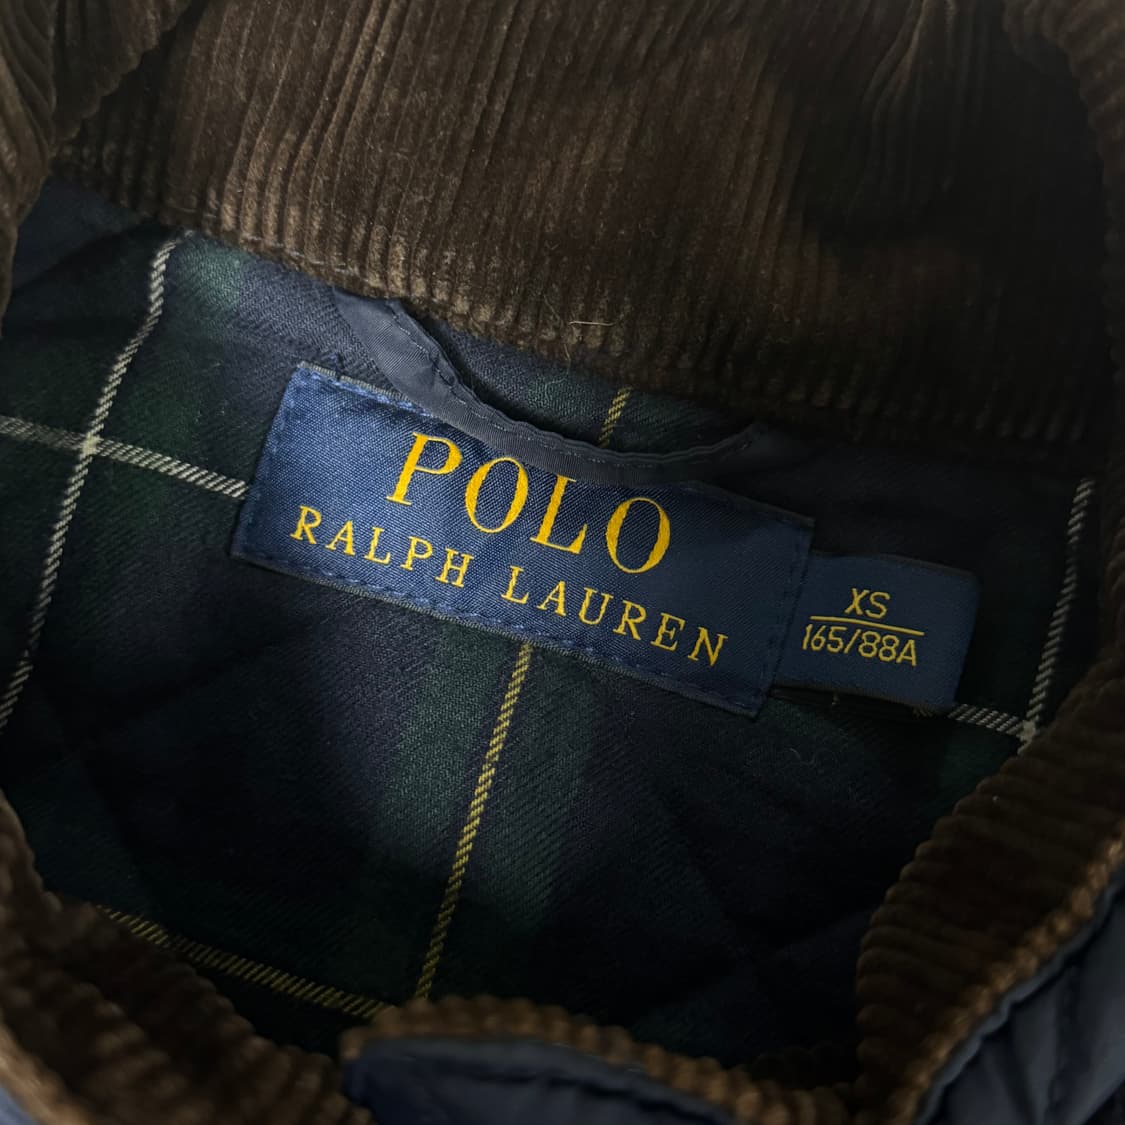 POLO
RALPH LAUREN
XS
165/88A